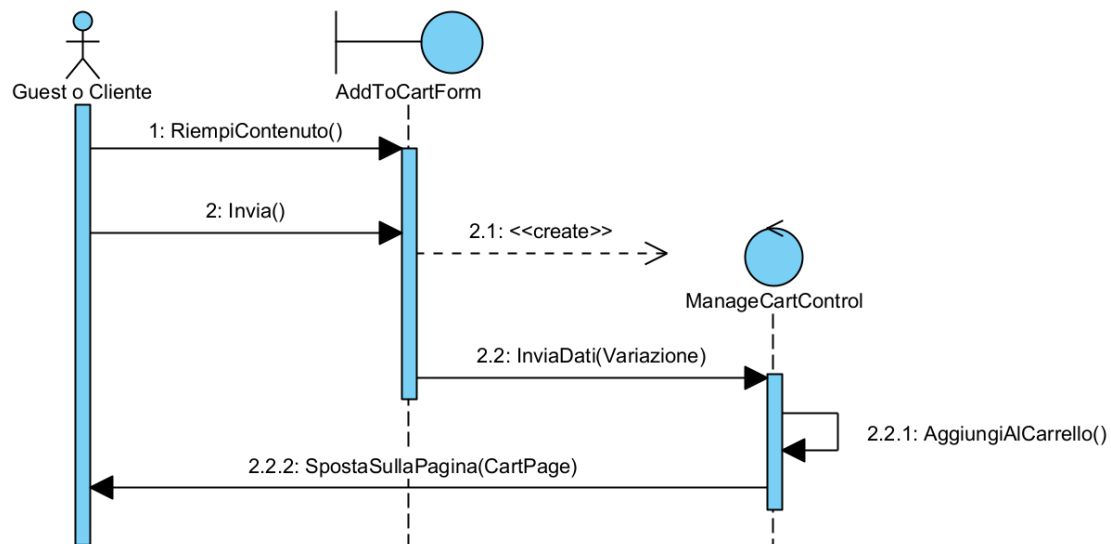 Guest o Cliente
AddToCartForm
1: RiempiContenuto()
2: Invia()
2.1: <<create>>
ManageCartControl
2.2: InviaDati(Variazione)
2.2.1: AggiungiAlCarrello()
2.2.2: SpostaSullaPagina(CartPage)